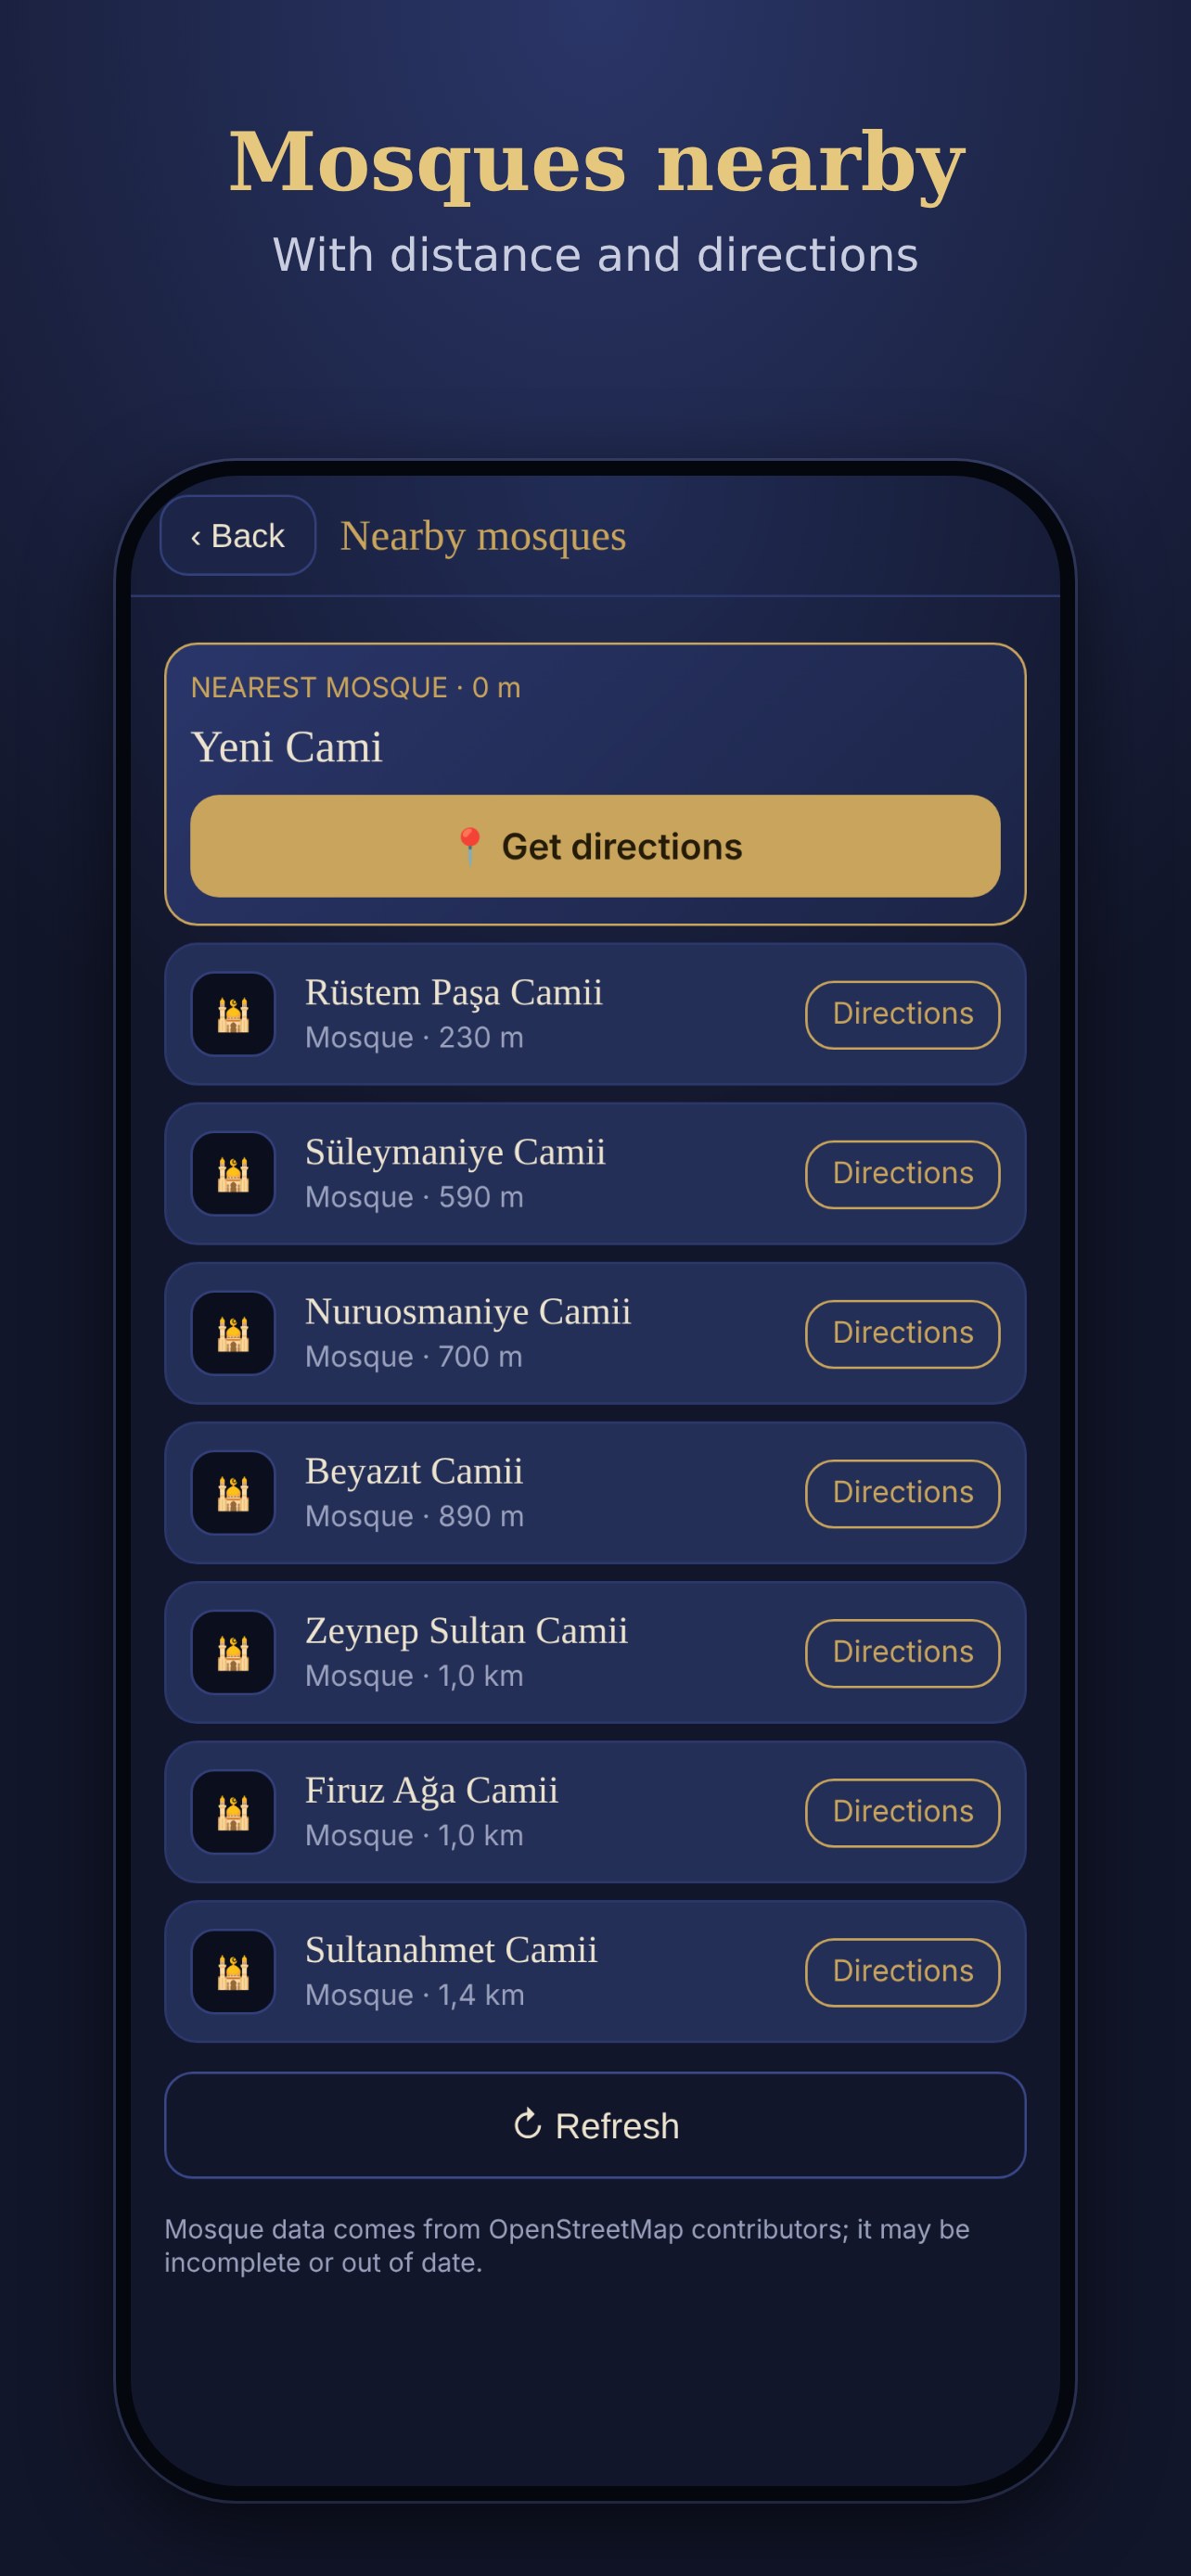 Mosques nearby
With distance and directions
‹ Back
Nearby mosques
NEAREST MOSQUE · 0 m
Yeni Cami
📍 Get directions
Rüstem Paşa Camii
Mosque · 230 m
Directions
Süleymaniye Camii
Mosque · 590 m
Directions
Nuruosmaniye Camii
Mosque · 700 m
Directions
Beyazıt Camii
Mosque · 890 m
Directions
Zeynep Sultan Camii
Mosque · 1,0 km
Directions
Firuz Ağa Camii
Mosque · 1,0 km
Directions
Sultanahmet Camii
Mosque · 1,4 km
Directions
↻ Refresh
Mosque data comes from OpenStreetMap contributors; it may be
incomplete or out of date.